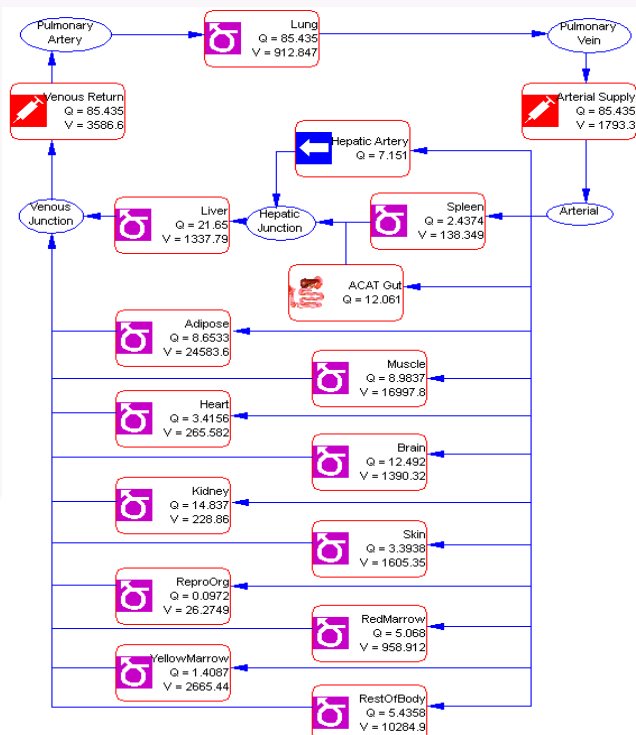 Pulmonary
Artery
Lung
Q = 85.435
V = 912.847
Pulmonary
Vein
Venous Return
Q = 85.435
V = 3586.6
Arterial Supply
Q = 85.435
V = 1793.3
Hepatic Artery
Q = 7.151
Venous
Junction
Liver
Q = 21.65
V = 1337.79
Hepatic
Junction
Spleen
Q = 2.4374
V = 138.349
Arterial
ACAT Gut
Q = 12.061
Adipose
Q = 8.6533
V = 24583.6
Muscle
Q = 8.9837
V = 16997.8
Heart
Q = 3.4156
V = 265.582
Brain
Q = 12.492
V = 1390.32
Kidney
Q = 14.837
V = 228.86
Skin
Q = 3.3938
V = 1605.35
ReproOrg
Q = 0.0972
V = 26.2749
RedMarrow
Q = 5.068
V = 958.912
YellowMarrow
Q = 1.4087
V = 2665.44
RestOfBody
Q = 5.4358
V = 10284.9